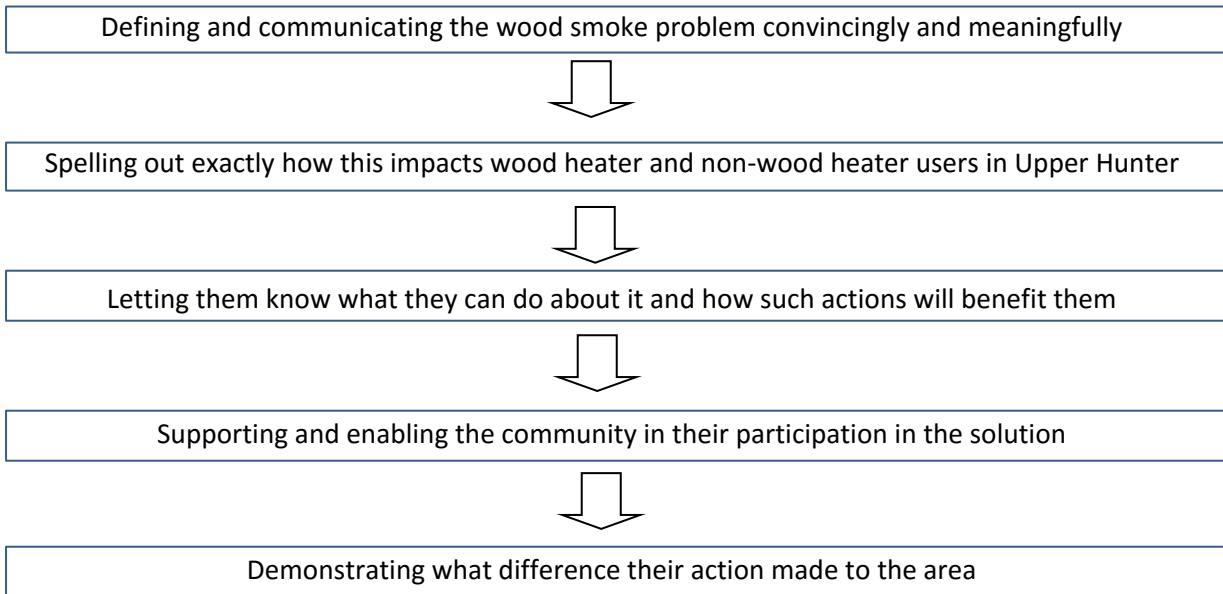 Defining and communicating the wood smoke problem convincingly and meaningfully
Spelling out exactly how this impacts wood heater and non-wood heater users in Upper Hunter
Letting them know what they can do about it and how such actions will benefit them
Supporting and enabling the community in their participation in the solution
Demonstrating what difference their action made to the area